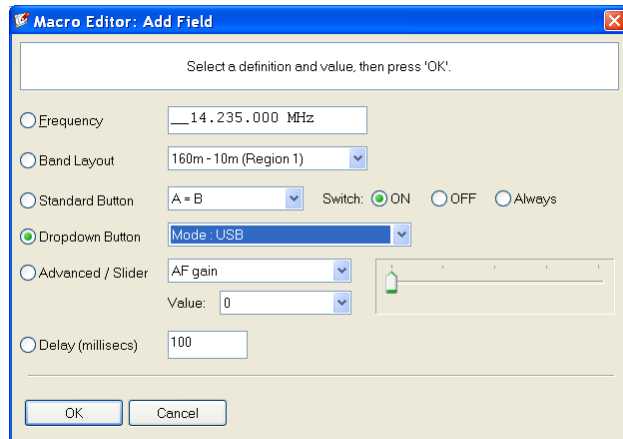 Macro Editor: Add Field
Select a definition and value, then press 'OK'.
Frequency
__14.235.000 MHz
Band Layout
160m - 10m (Region 1)
Standard Button
A = B
Switch:
ON
OFF
Always
Dropdown Button
Mode : USB
Advanced / Slider
AF gain
Value:
0
Delay (millisecs)
100
OK
Cancel